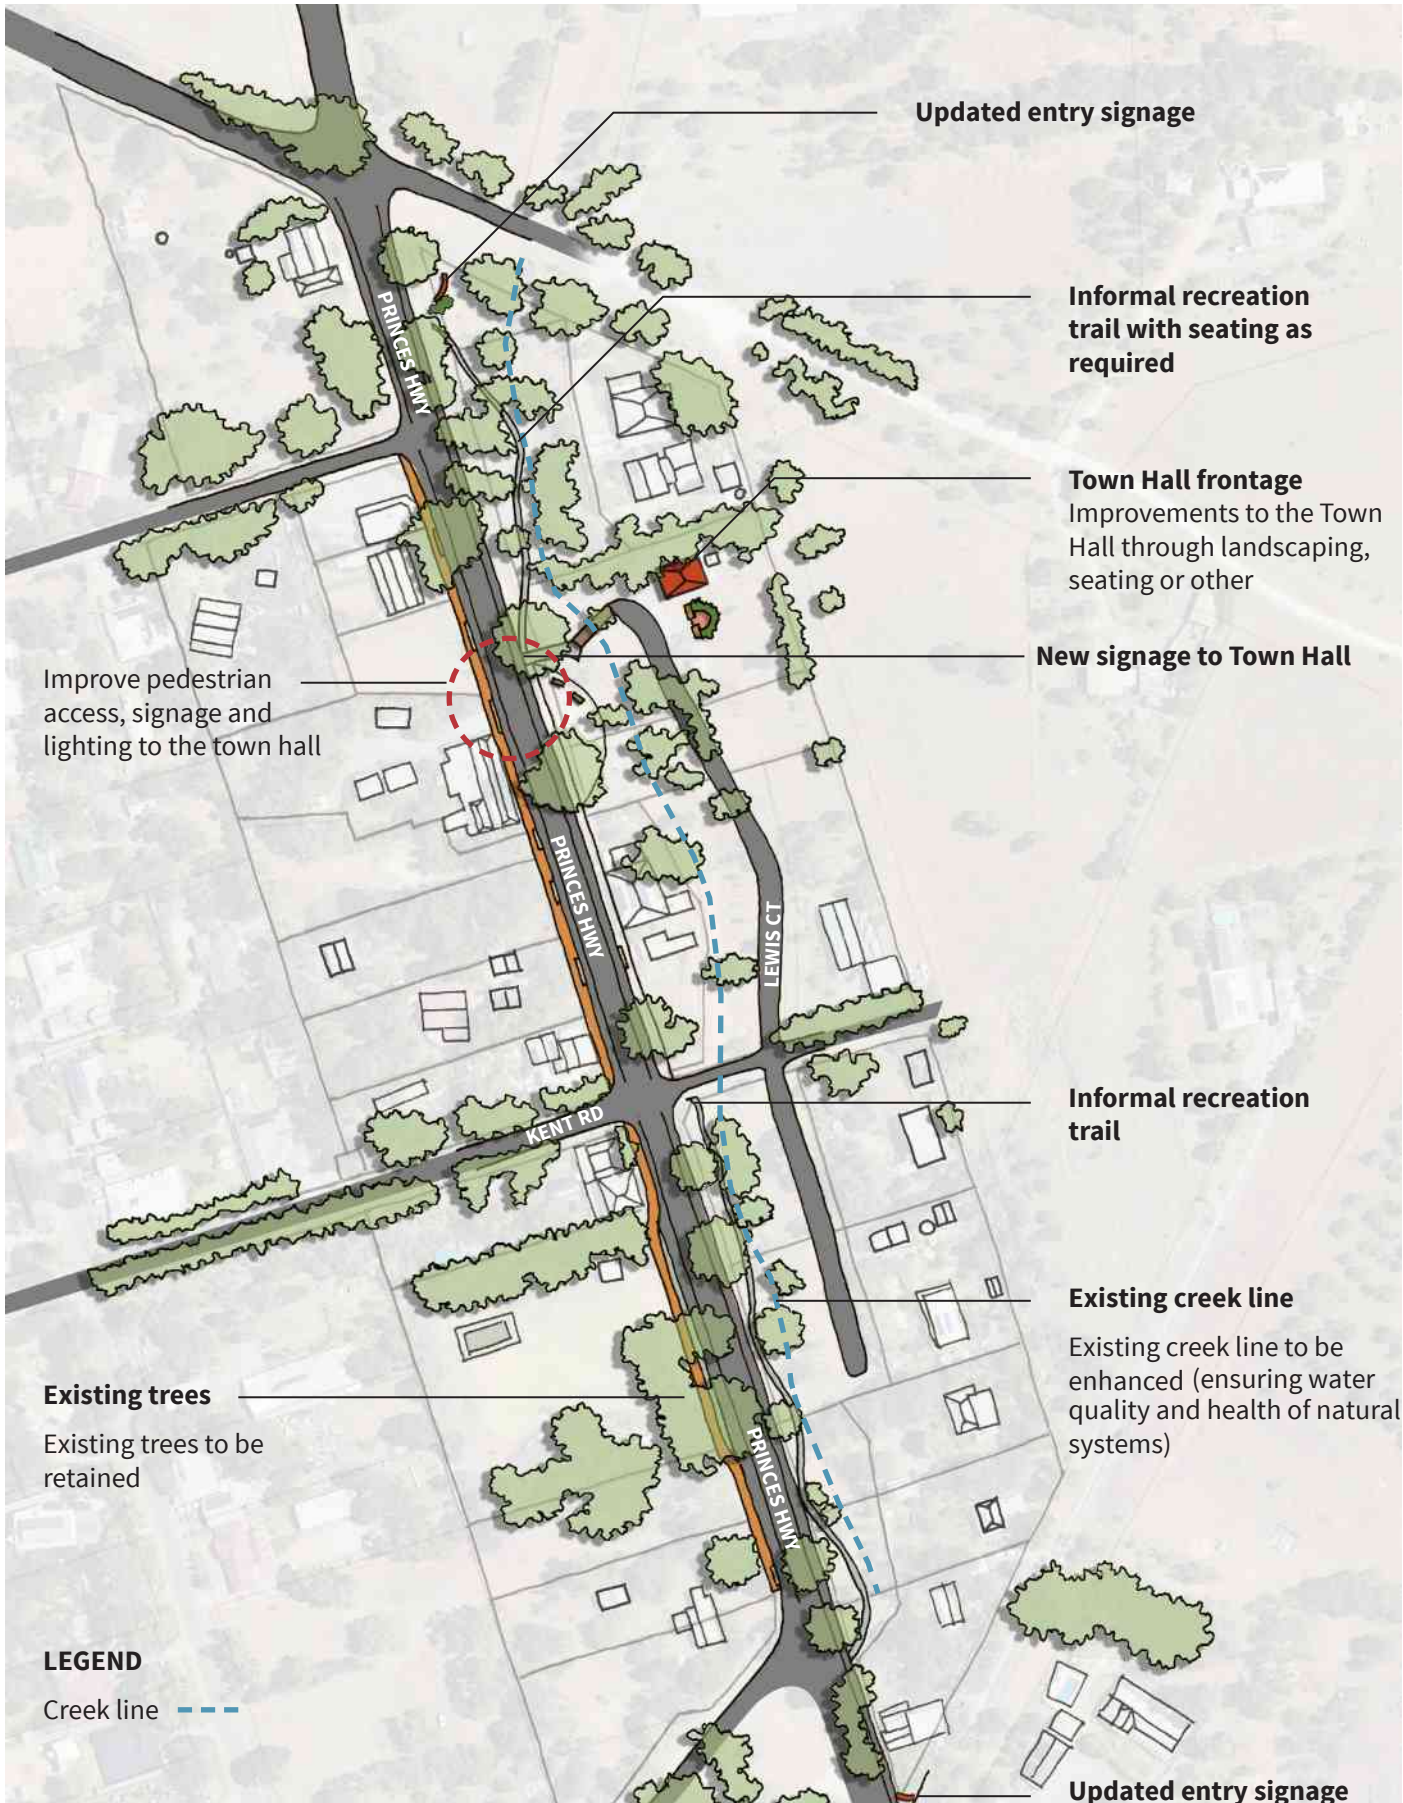 Updated entry signage
Informal recreation
trail with seating as
required
PRINCES HWY
Town Hall frontage
Improvements to the Town
Hall through landscaping,
seating or other
New signage to Town Hall
Improve pedestrian
access, signage and
lighting to the town hall
PRINCES HWY
LEWIS CT
Informal recreation
trail
KENT RD
Existing creek line
Existing creek line to be
enhanced (ensuring water
quality and health of natural
systems)
Existing trees
Existing trees to be
retained
PRINCES HWY
LEGEND
Creek line
Updated entry signage